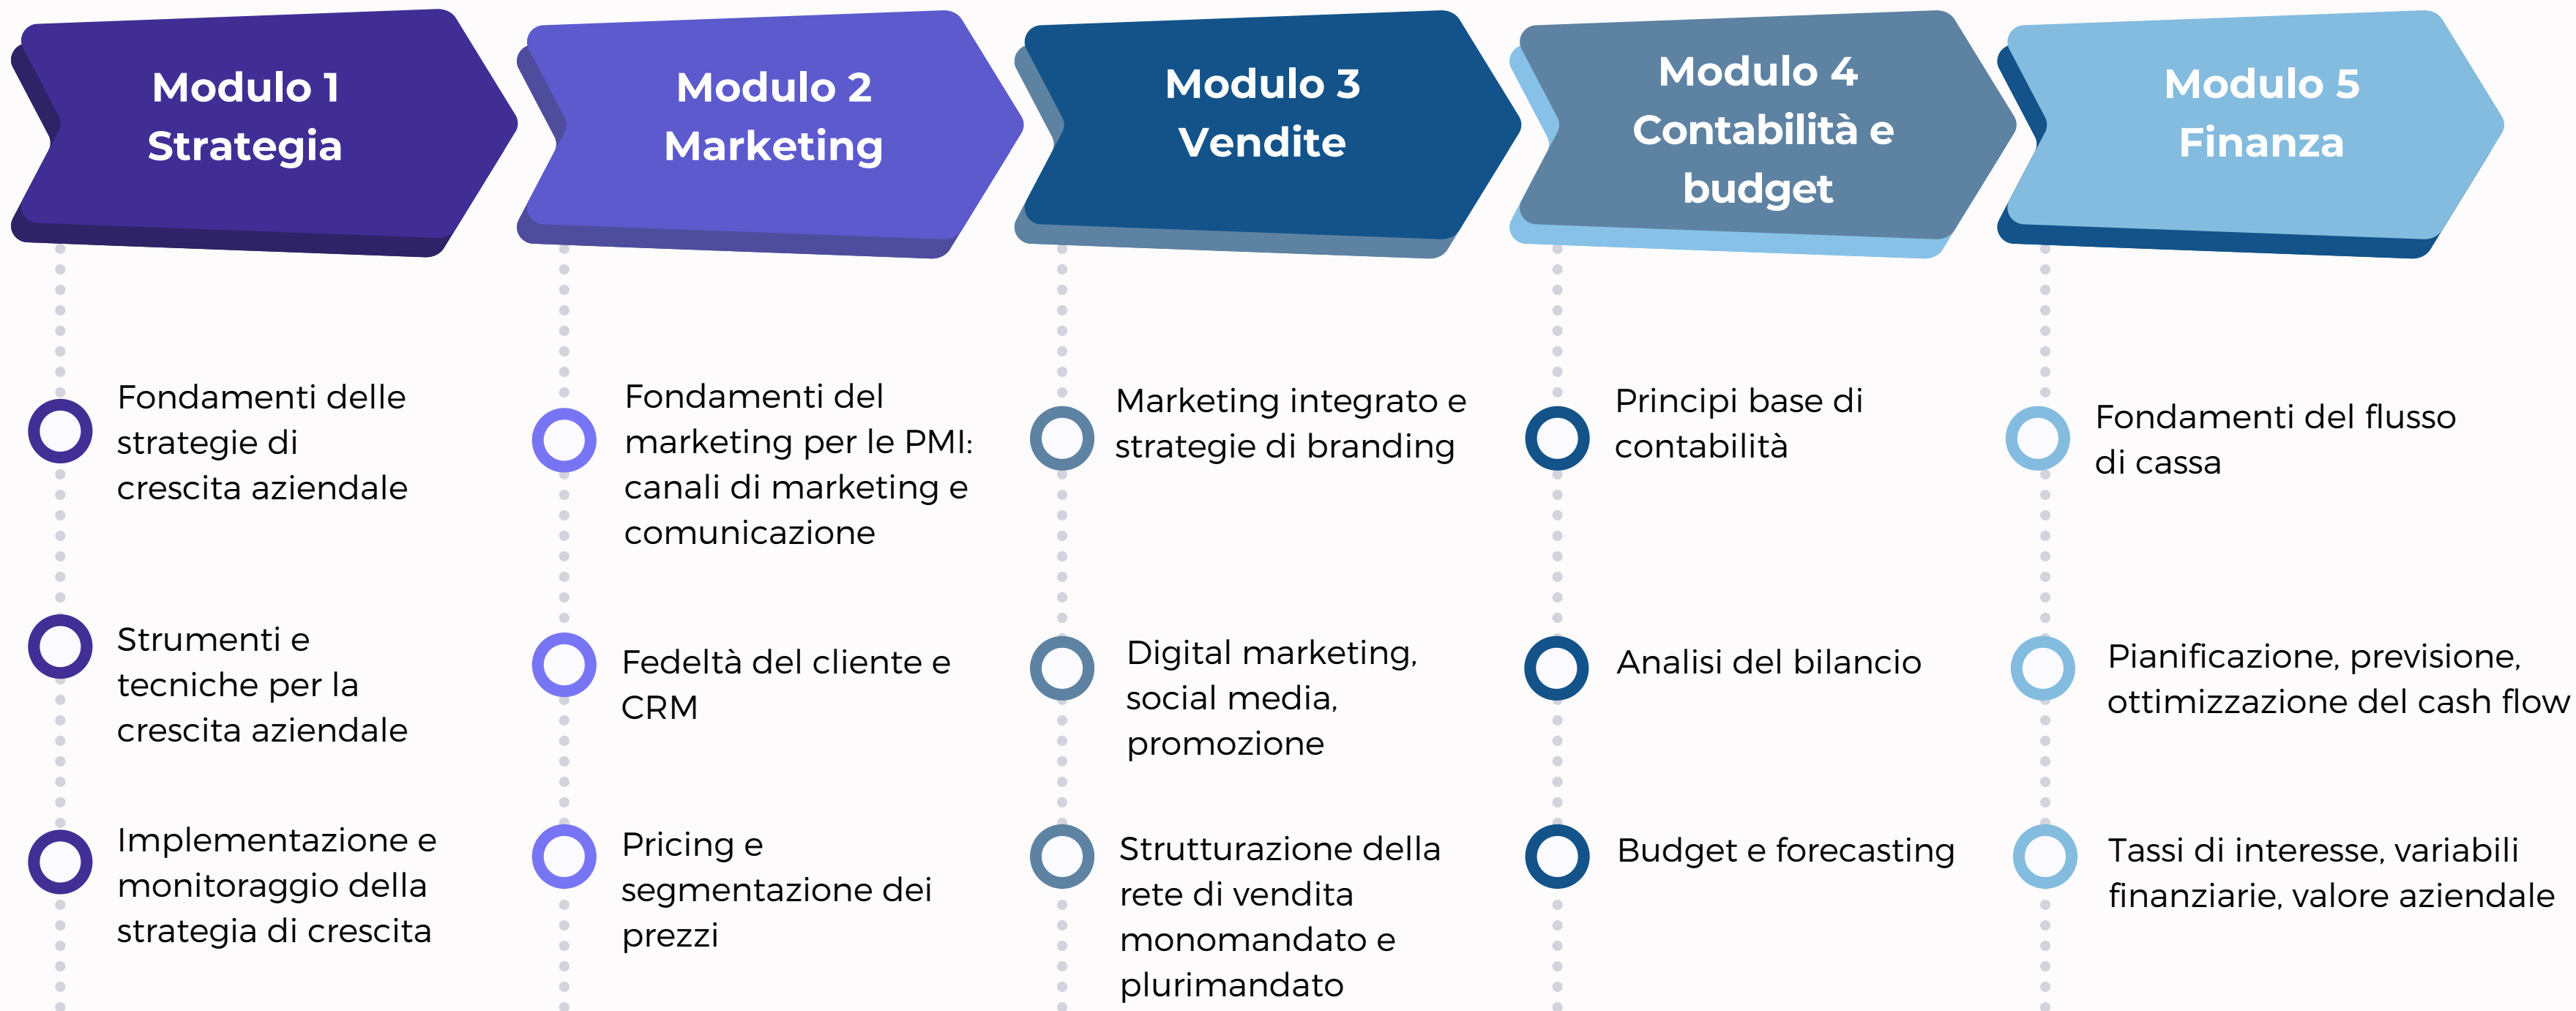 Modulo 1
Strategia
Modulo 2
Marketing
Modulo 3
Vendite
Modulo 4
Contabilità e
budget
Modulo 5
Finanza
Fondamenti delle
strategie di
crescita aziendale
Strumenti e
tecniche per la
crescita aziendale
Implementazione e
monitoraggio della
strategia di crescita
Fondamenti del
marketing per le PMI:
canali di marketing e
comunicazione
Fedeltà del cliente e
CRM
Pricing e
segmentazione dei
prezzi
Marketing integrato e
strategie di branding
Digital marketing,
social media,
promozione
Strutturazione della
rete di vendita
monomandato e
plurimandato
Principi base di
contabilità
Analisi del bilancio
Budget e forecasting
Fondamenti del flusso
di cassa
Pianificazione, previsione,
ottimizzazione del cash flow
Tassi di interesse, variabili
finanziarie, valore aziendale